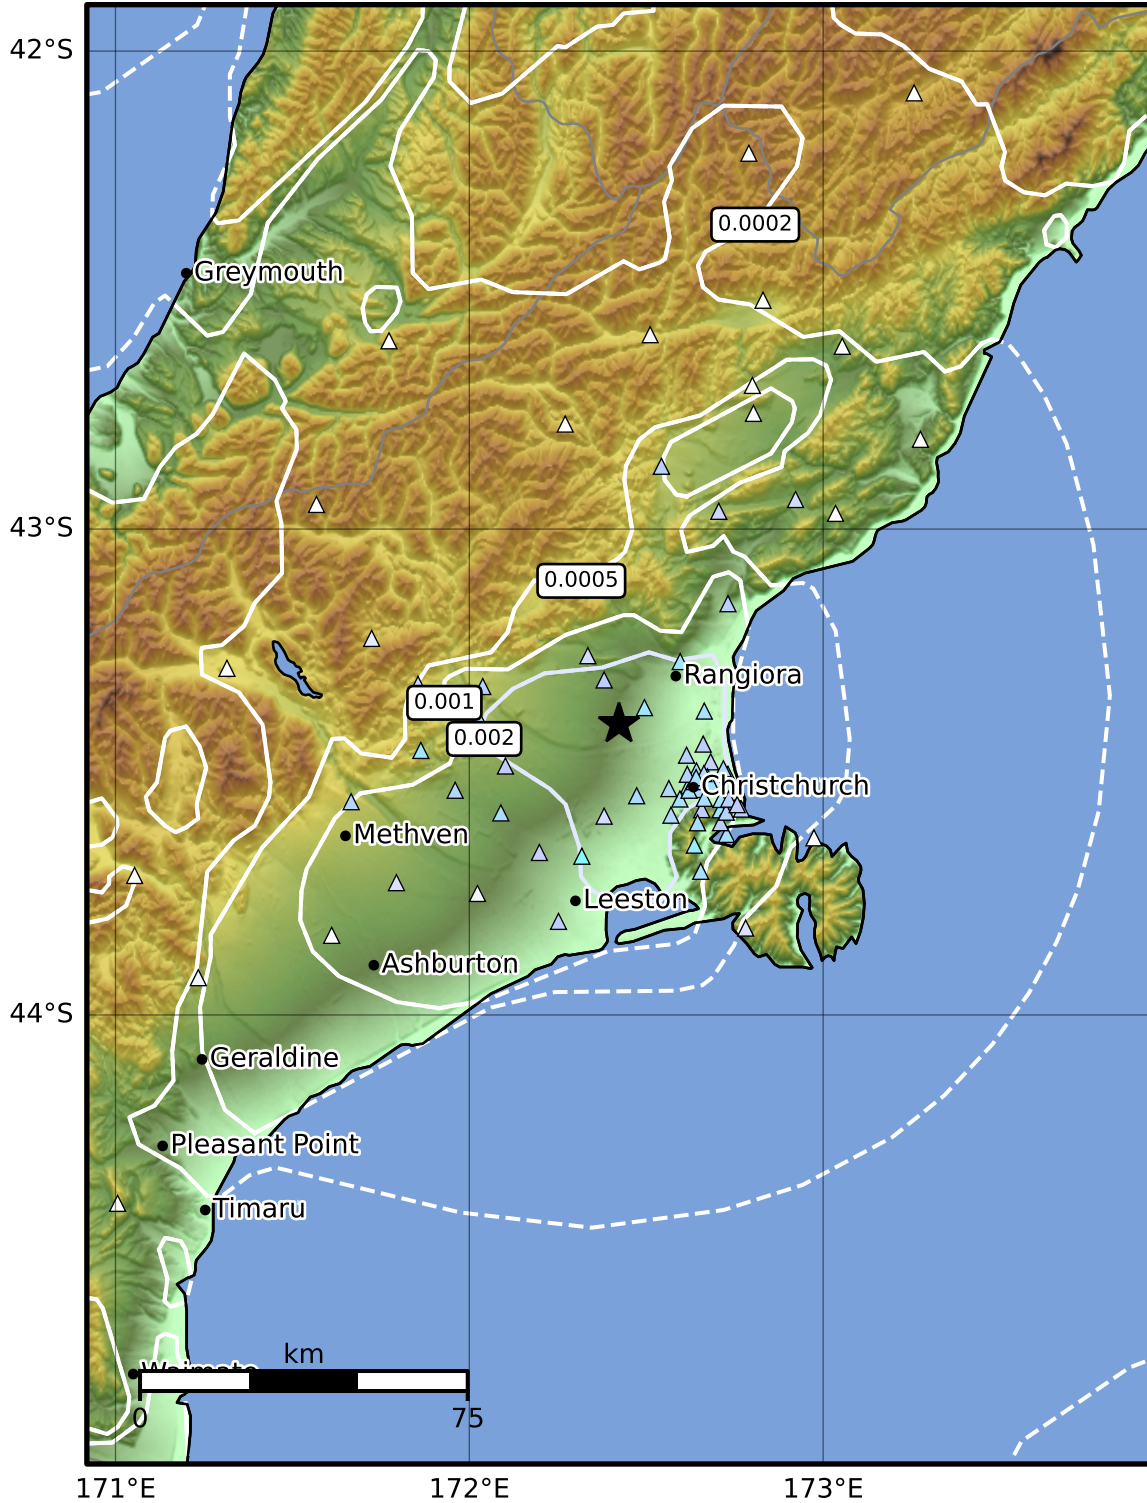 42°S
0.0002
Greymouth
43°S
0.0005
Rangiora
0.001
0.002
Christchurch
Methven
Leeston
Ashburton
44°S
Geraldine
Pleasant Point
Timaru
km
Waimate
0 75
171°E 172°E 173°E